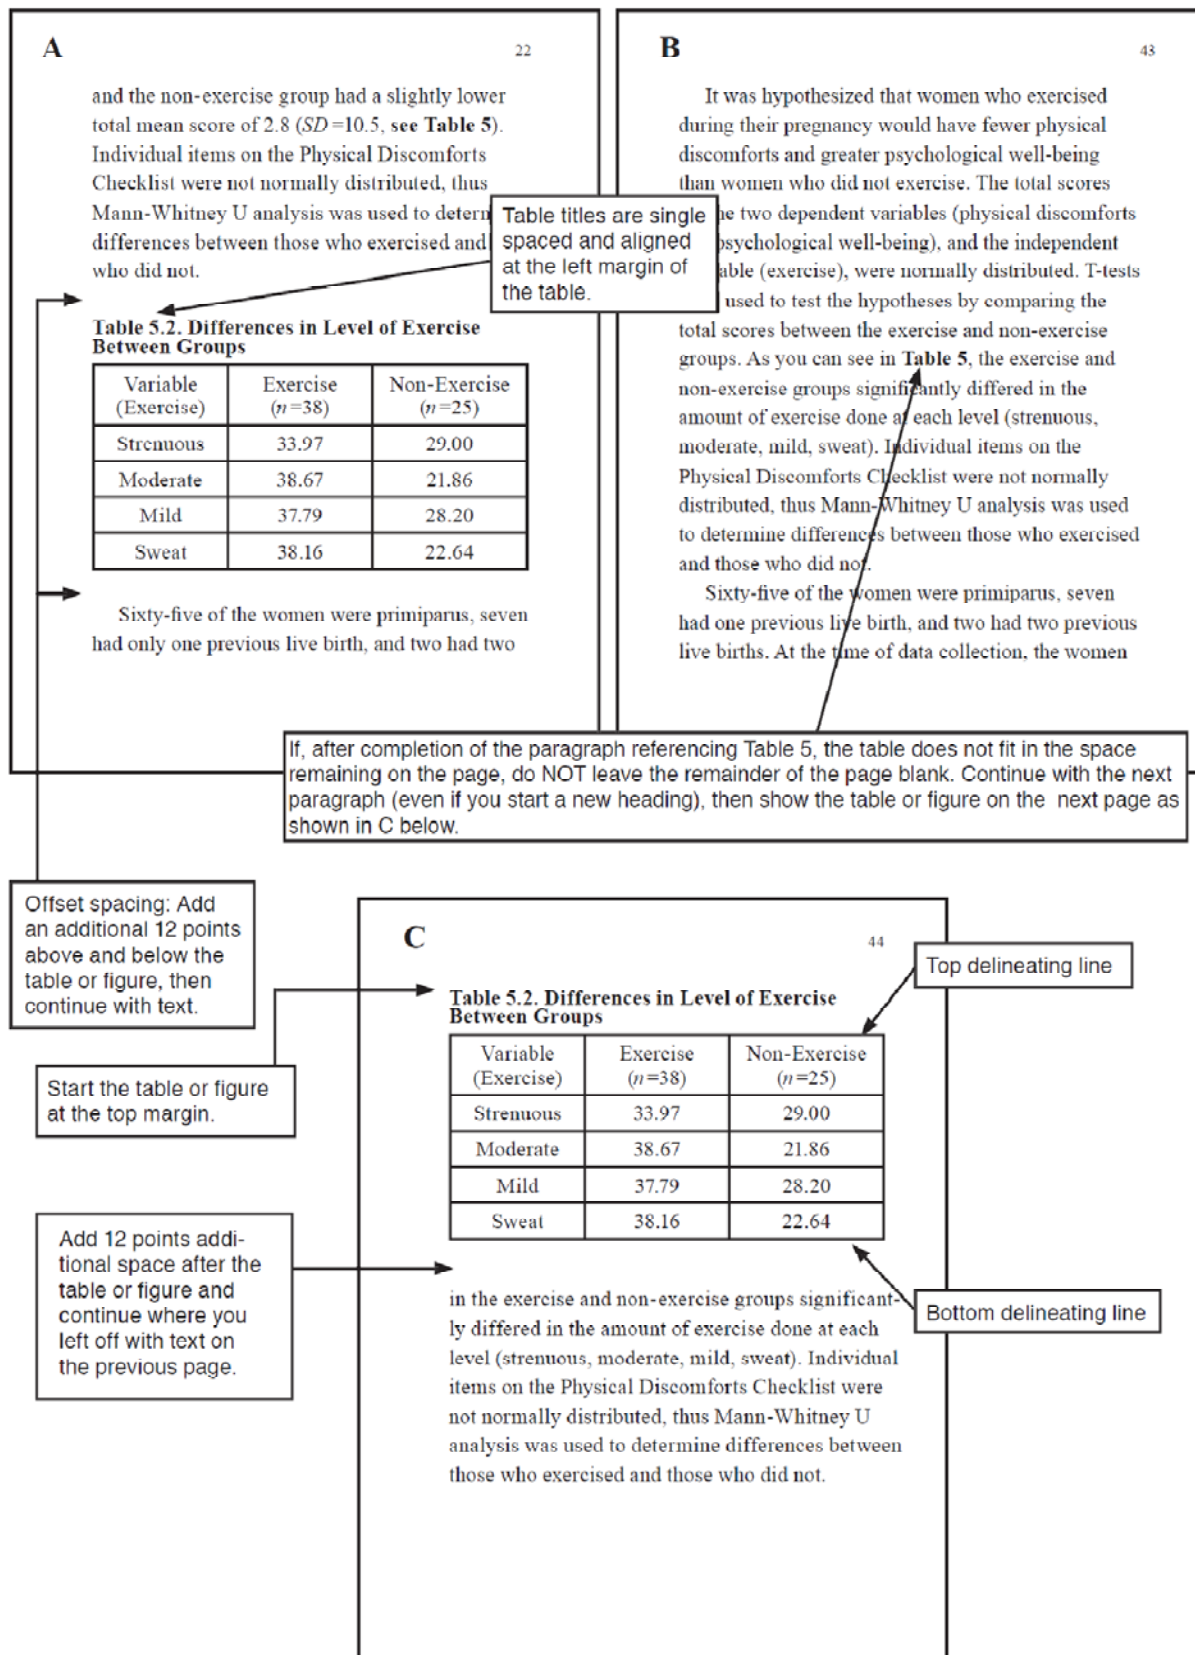 A
22
and the non-exercise group had a slightly lower
total mean score of 2.8 (SD =10.5, see Table 5).
Individual items on the Physical Discomforts
Checklist were not normally distributed, thus
Mann-Whitney U analysis was used to determ
differences between those who exercised and
who did not.
Table titles are single
spaced and aligned
at the left margin of
the table.
Table 5.2. Differences in Level of Exercise
Between Groups
Variable (Exercise) Exercise (n=38) Non-Exercise (n=25)
Strenuous 33.97 29.00
Moderate 38.67 21.86
Mild 37.79 28.20
Sweat 38.16 22.64
Sixty-five of the women were primiparus, seven
had only one previous live birth, and two had two
B
43
It was hypothesized that women who exercised
during their pregnancy would have fewer physical
discomforts and greater psychological well-being
than women who did not exercise. The total scores
he two dependent variables (physical discomforts
psychological well-being), and the independent
able (exercise), were normally distributed. T-tests
used to test the hypotheses by comparing the
total scores between the exercise and non-exercise
groups. As you can see in Table 5, the exercise and
non-exercise groups significantly differed in the
amount of exercise done at each level (strenuous,
moderate, mild, sweat). Individual items on the
Physical Discomforts Checklist were not normally
distributed, thus Mann-Whitney U analysis was used
to determine differences between those who exercised
and those who did not.
Sixty-five of the women were primiparus, seven
had one previous live birth, and two had two previous
live births. At the time of data collection, the women
If, after completion of the paragraph referencing Table 5, the table does not fit in the space
remaining on the page, do NOT leave the remainder of the page blank. Continue with the next
paragraph (even if you start a new heading), then show the table or figure on the next page as
shown in C below.
Offset spacing: Add
an additional 12 points
above and below the
table or figure, then
continue with text.
Start the table or figure
at the top margin.
Add 12 points addi-
tional space after the
table or figure and
continue where you
left off with text on
the previous page.
C
44
Top delineating line
Table 5.2. Differences in Level of Exercise
Between Groups
Variable (Exercise) Exercise (n=38) Non-Exercise (n=25)
Strenuous 33.97 29.00
Moderate 38.67 21.86
Mild 37.79 28.20
Sweat 38.16 22.64
Bottom delineating line
in the exercise and non-exercise groups significant-
ly differed in the amount of exercise done at each
level (strenuous, moderate, mild, sweat). Individual
items on the Physical Discomforts Checklist were
not normally distributed, thus Mann-Whitney U
analysis was used to determine differences between
those who exercised and those who did not.